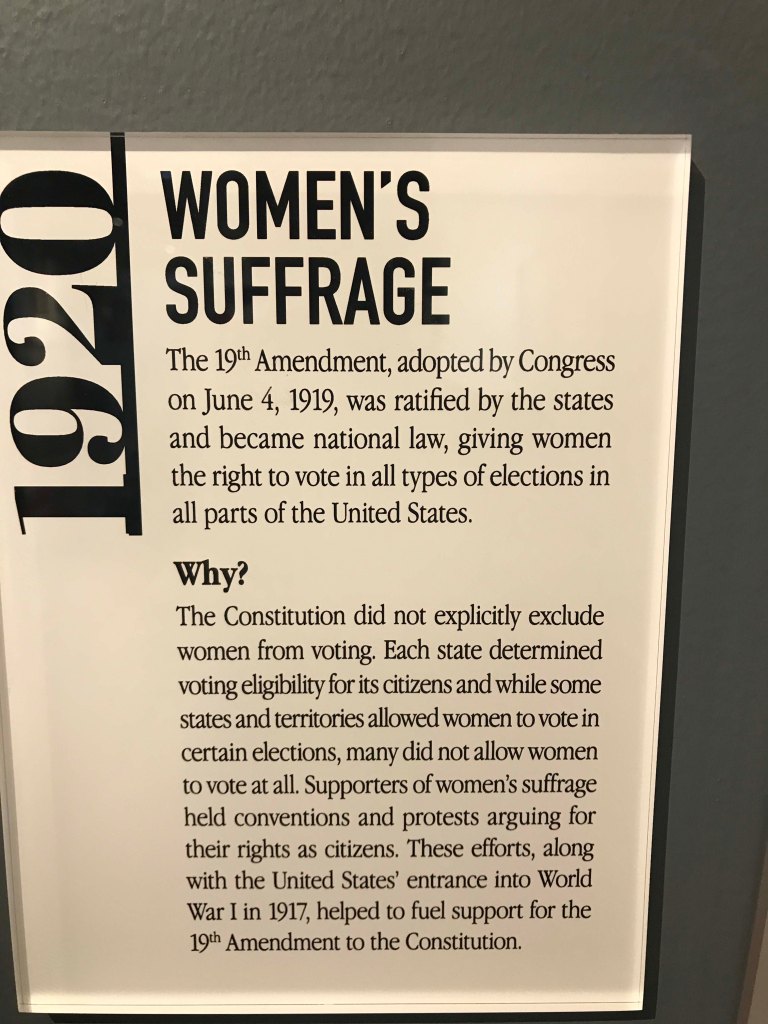 1920
WOMEN'S
SUFFRAGE
The 19th Amendment, adopted by Congress
on June 4, 1919, was ratified by the states
and became national law, giving women
the right to vote in all types of elections in
all parts of the United States.
Why?
The Constitution did not explicitly exclude
women from voting. Each state determined
voting eligibility for its citizens and while some
states and territories allowed women to vote in
certain elections, many did not allow women
to vote at all. Supporters of women's suffrage
held conventions and protests arguing for
their rights as citizens. These efforts, along
with the United States' entrance into World
War I in 1917, helped to fuel support for the
19th Amendment to the Constitution.